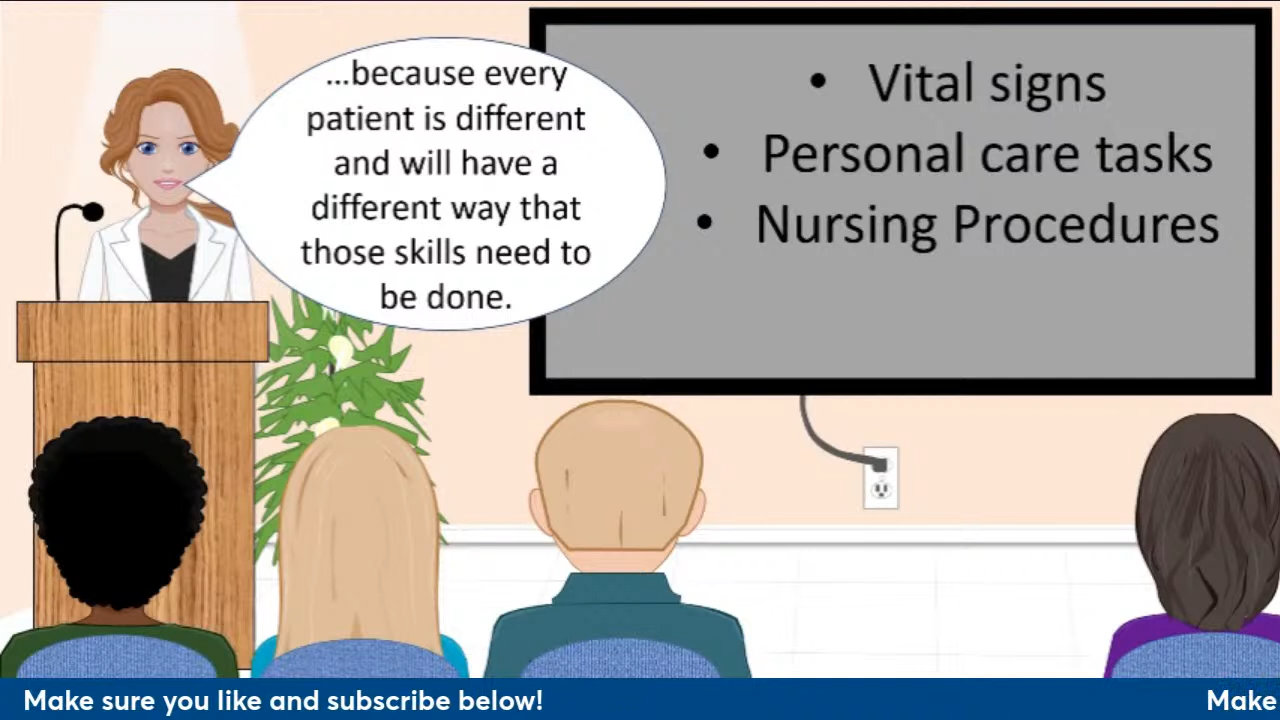 ...because every
patient is different
and will have a
different way that
those skills need to
be done.
• Vital signs
• Personal care tasks
• Nursing Procedures
Make sure you like and subscribe below!
Make